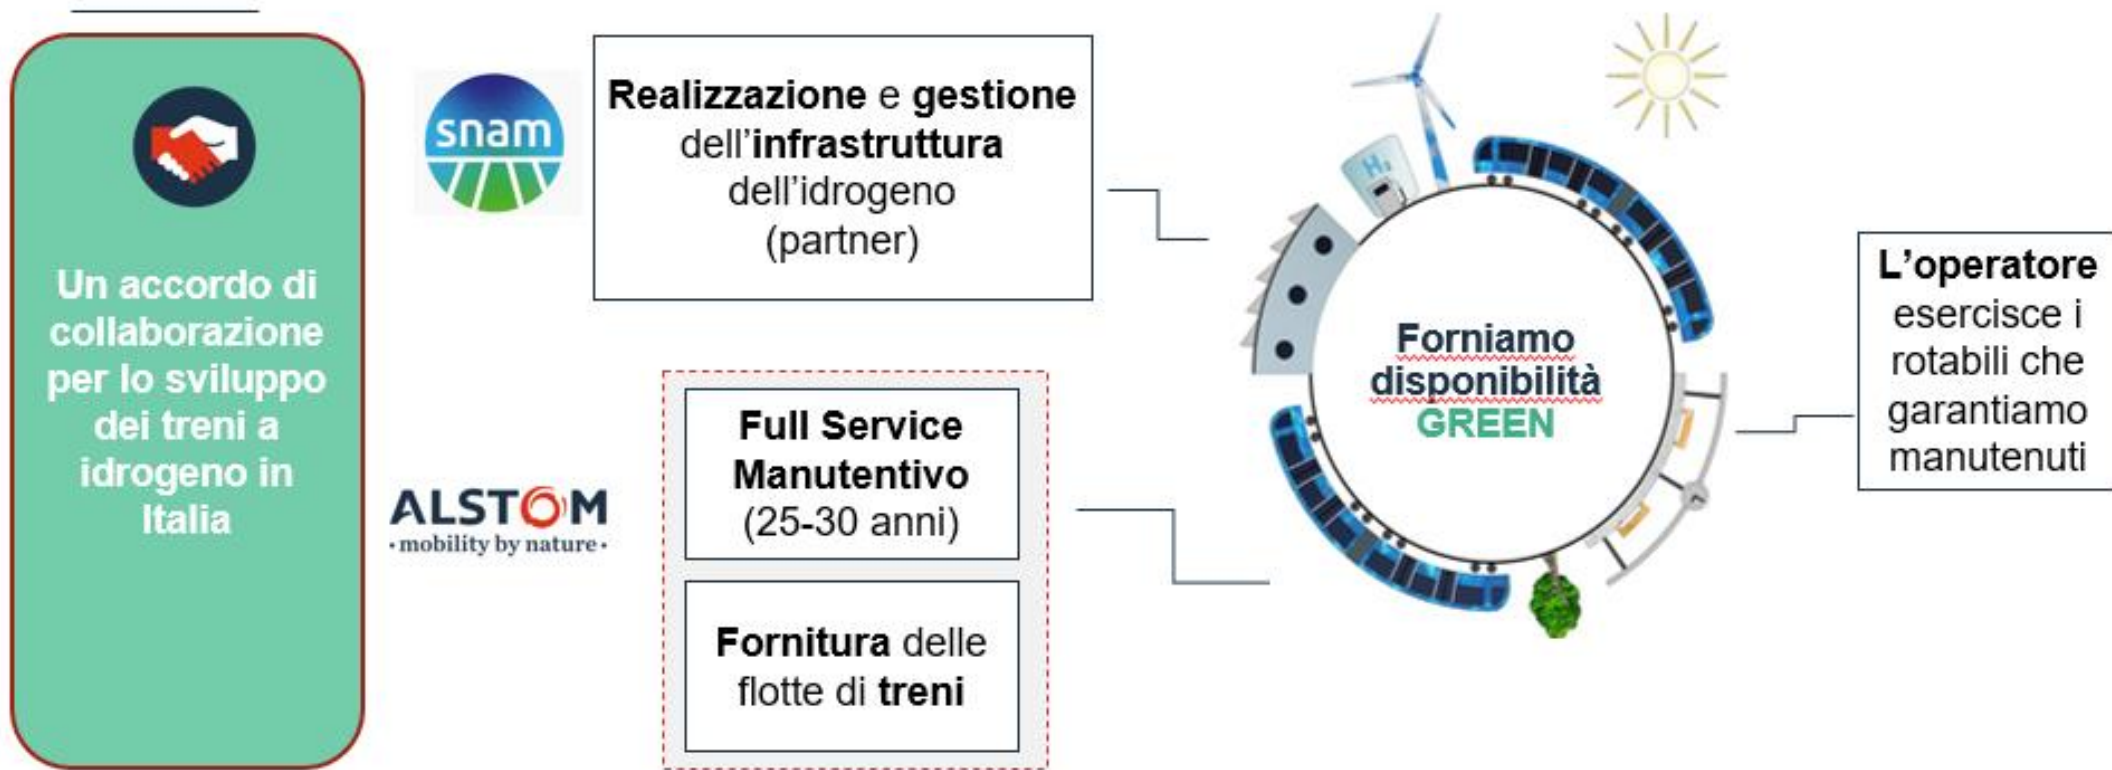 Un accordo di
collaborazione
per lo sviluppo
dei treni a
idrogeno in
Italia
snam
Realizzazione e gestione
dell'infrastruttura
dell'idrogeno
(partner)
ALSTOM
• mobility by nature •
Full Service
Manutentivo
(25-30 anni)
Fornitura delle
flotte di treni
H₂
Forniamo
disponibilità
GREEN
L'operatore
esercisce i
rotabili che
garantiamo
manutenuti